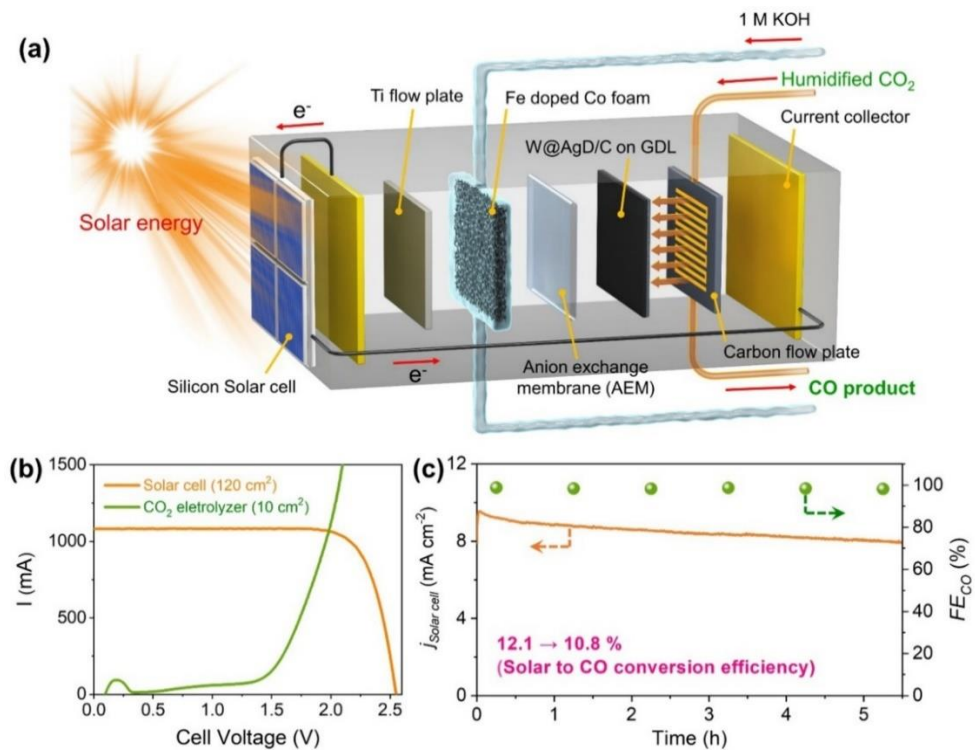 (a)
1 M KOH
Humidified CO₂
Ti flow plate
Fe doped Co foam
Current collector
e⁻
W@AgD/C on GDL
Solar energy
Silicon Solar cell
e⁻
Anion exchange
membrane (AEM)
Carbon flow plate
CO product
(b)
1500
1000
500
0
I (mA)
Solar cell (120 cm²)
CO₂ eletrolyzer (10 cm²)
0.0 0.5 1.0 1.5 2.0 2.5
Cell Voltage (V)
(c)
12
8
4
0
j Solar cell (mA cm⁻²)
12.1 → 10.8 %
(Solar to CO conversion efficiency)
100
80
60
40
20
0
FE CO (%)
0 1 2 3 4 5
Time (h)